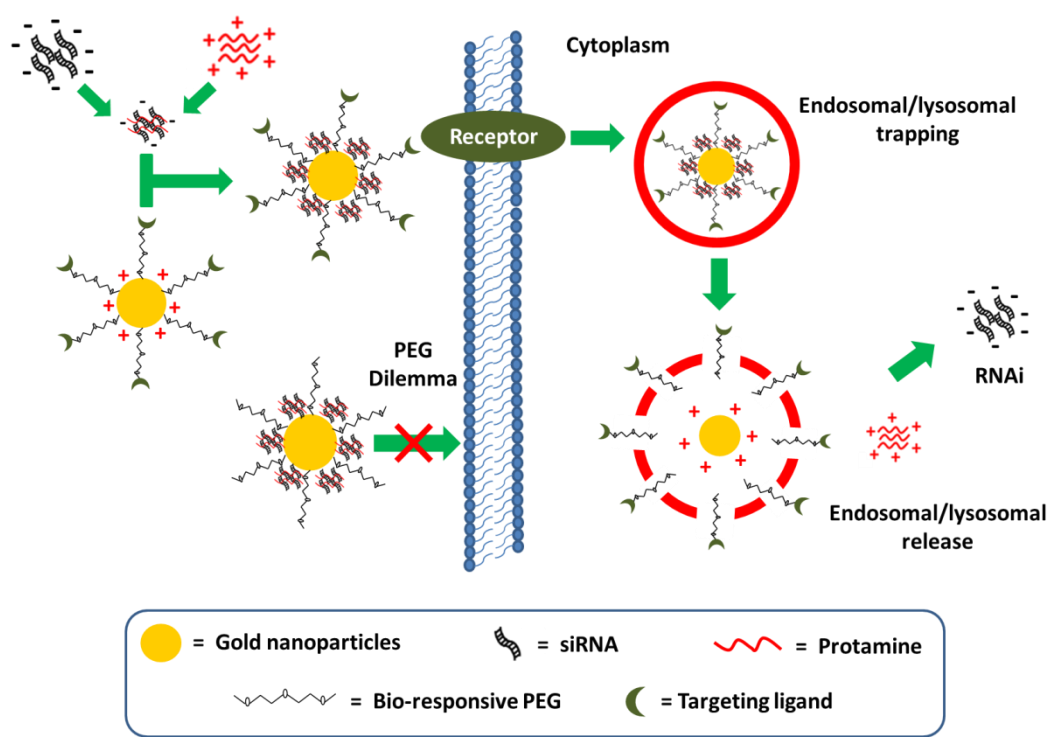 Cytoplasm
Receptor
Endosomal/lysosomal
trapping
PEG
Dilemma
RNAi
Endosomal/lysosomal
release
= Gold nanoparticles
= siRNA
= Protamine
= Bio-responsive PEG
= Targeting ligand